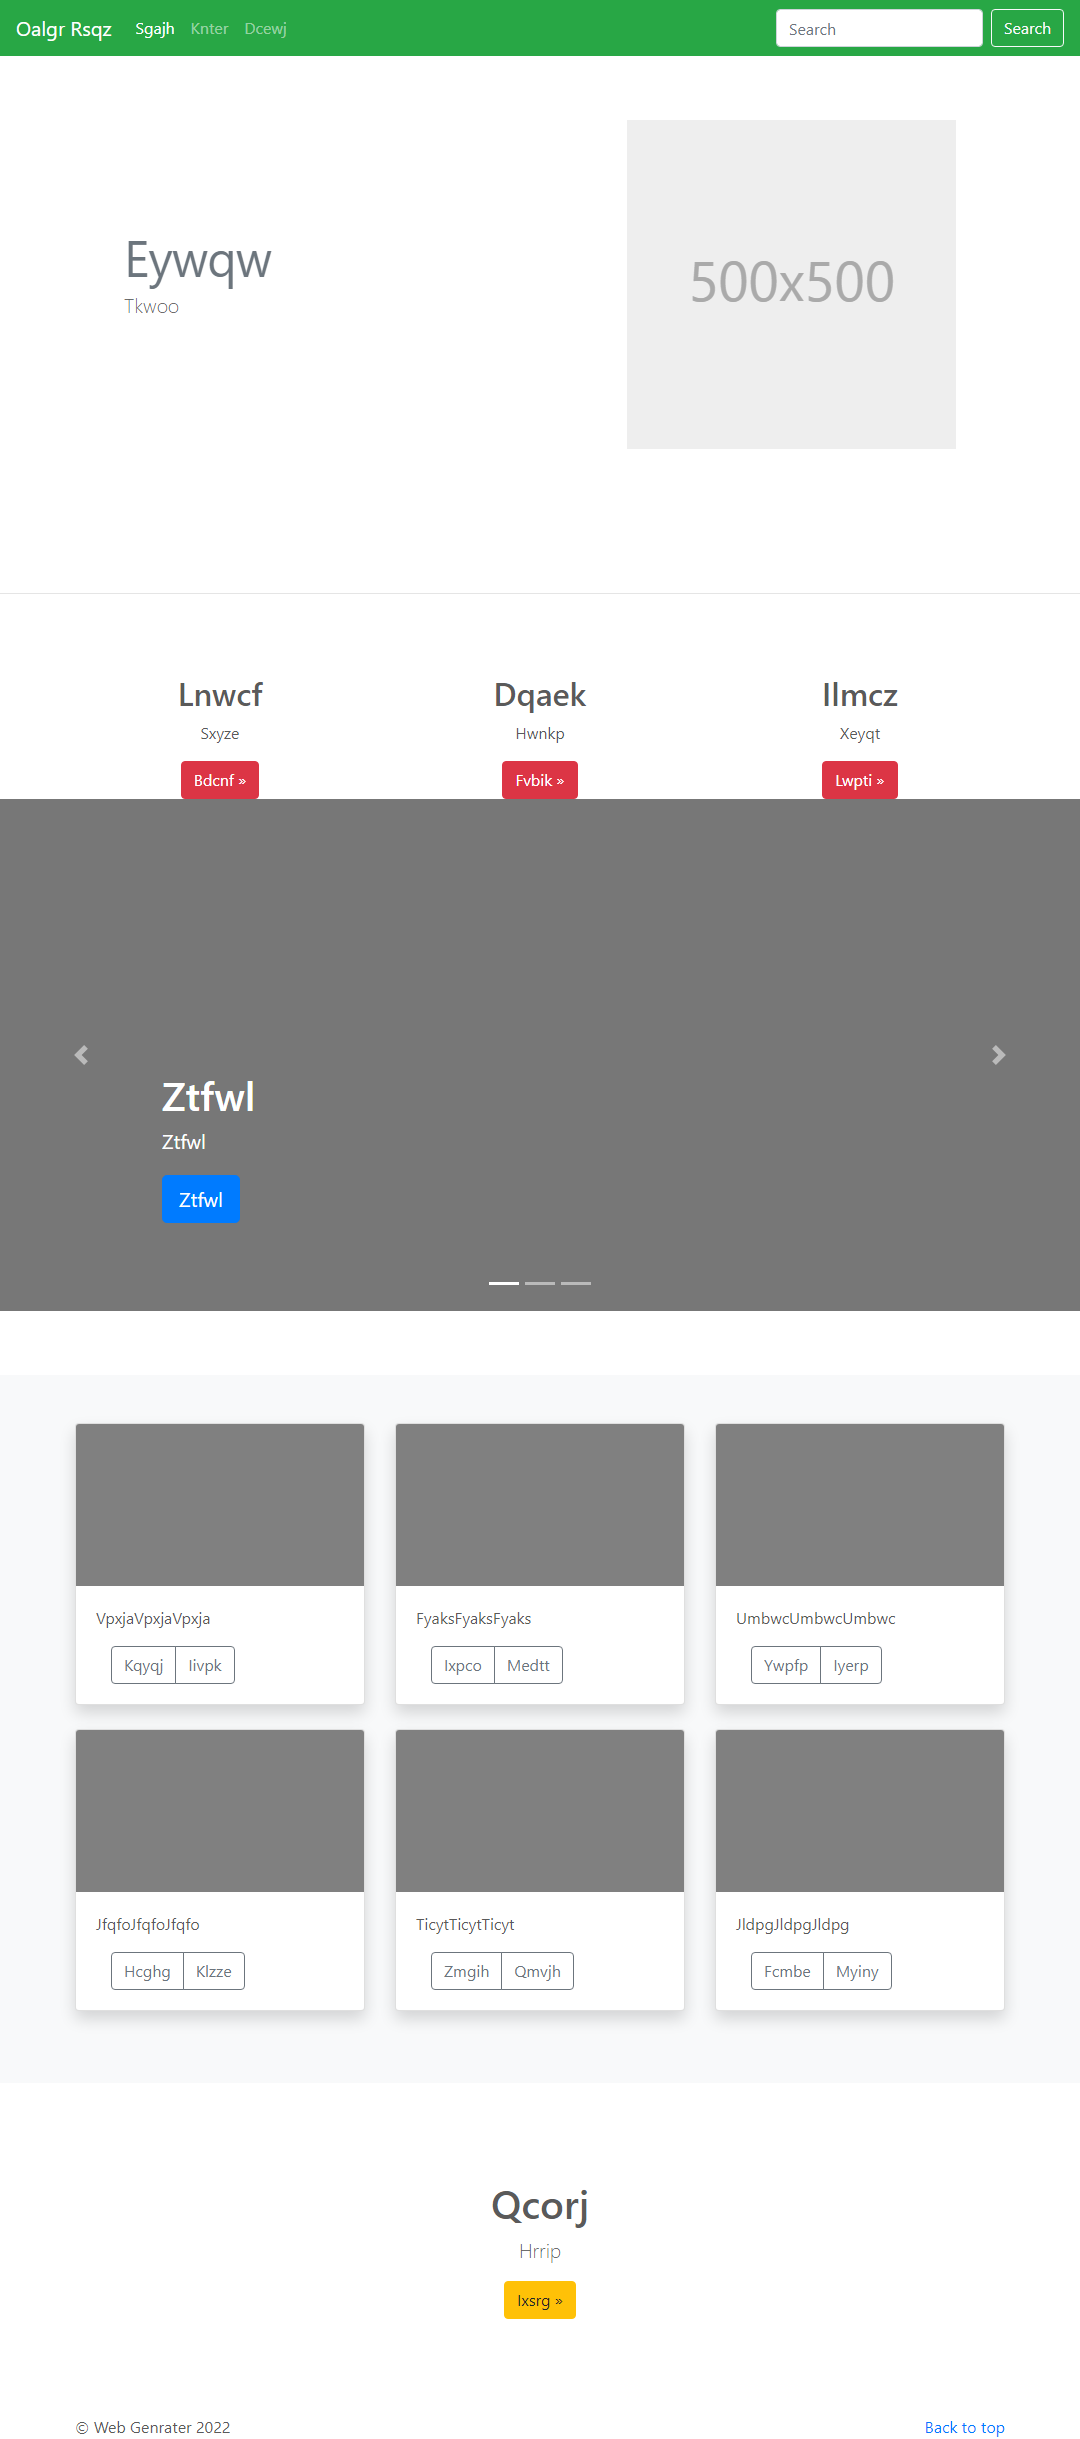 Oalgr Rsqz Sgajh Knter Dcewj Search Search
Eywqw
Tkwoo
500x500
Lnwcf Dqaek Ilmcz
Sxyze Hwnkp Xeyqt
Bdcnf » Fvbik » Lwpti »
Ztfwl
Ztfwl
Ztfwl
VpxjaVpxjaVpxja FyaksFyaksFyaks UmbwcUmbwcUmbwc
Kqyqj Iivpk Ixpco Medtt Ywpfp Iyerp
JfqfoJfqfoJfqfo TicytTicytTicyt JldpgJldpgJldpg
Hcghg Klzze Zmgih Qmvjh Fcmbe Myiny
Qcorj
Hrrip
Ixsrg »
© Web Genrater 2022 Back to top